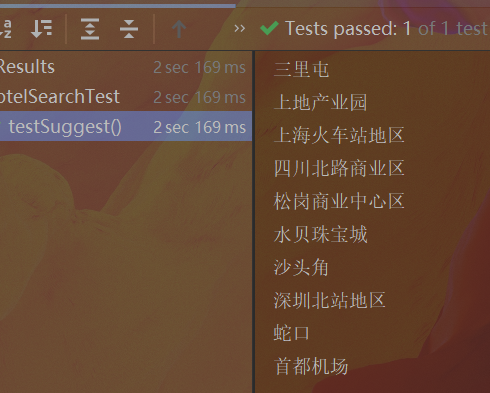 Tests passed: 1 of 1 test
Results 2 sec 169 ms
otelSearchTest 2 sec 169 ms
testSuggest() 2 sec 169 ms
三里屯
上地产业园
上海火车站地区
四川北路商业区
松岗商业中心区
水贝珠宝城
沙头角
深圳北站地区
蛇口
首都机场